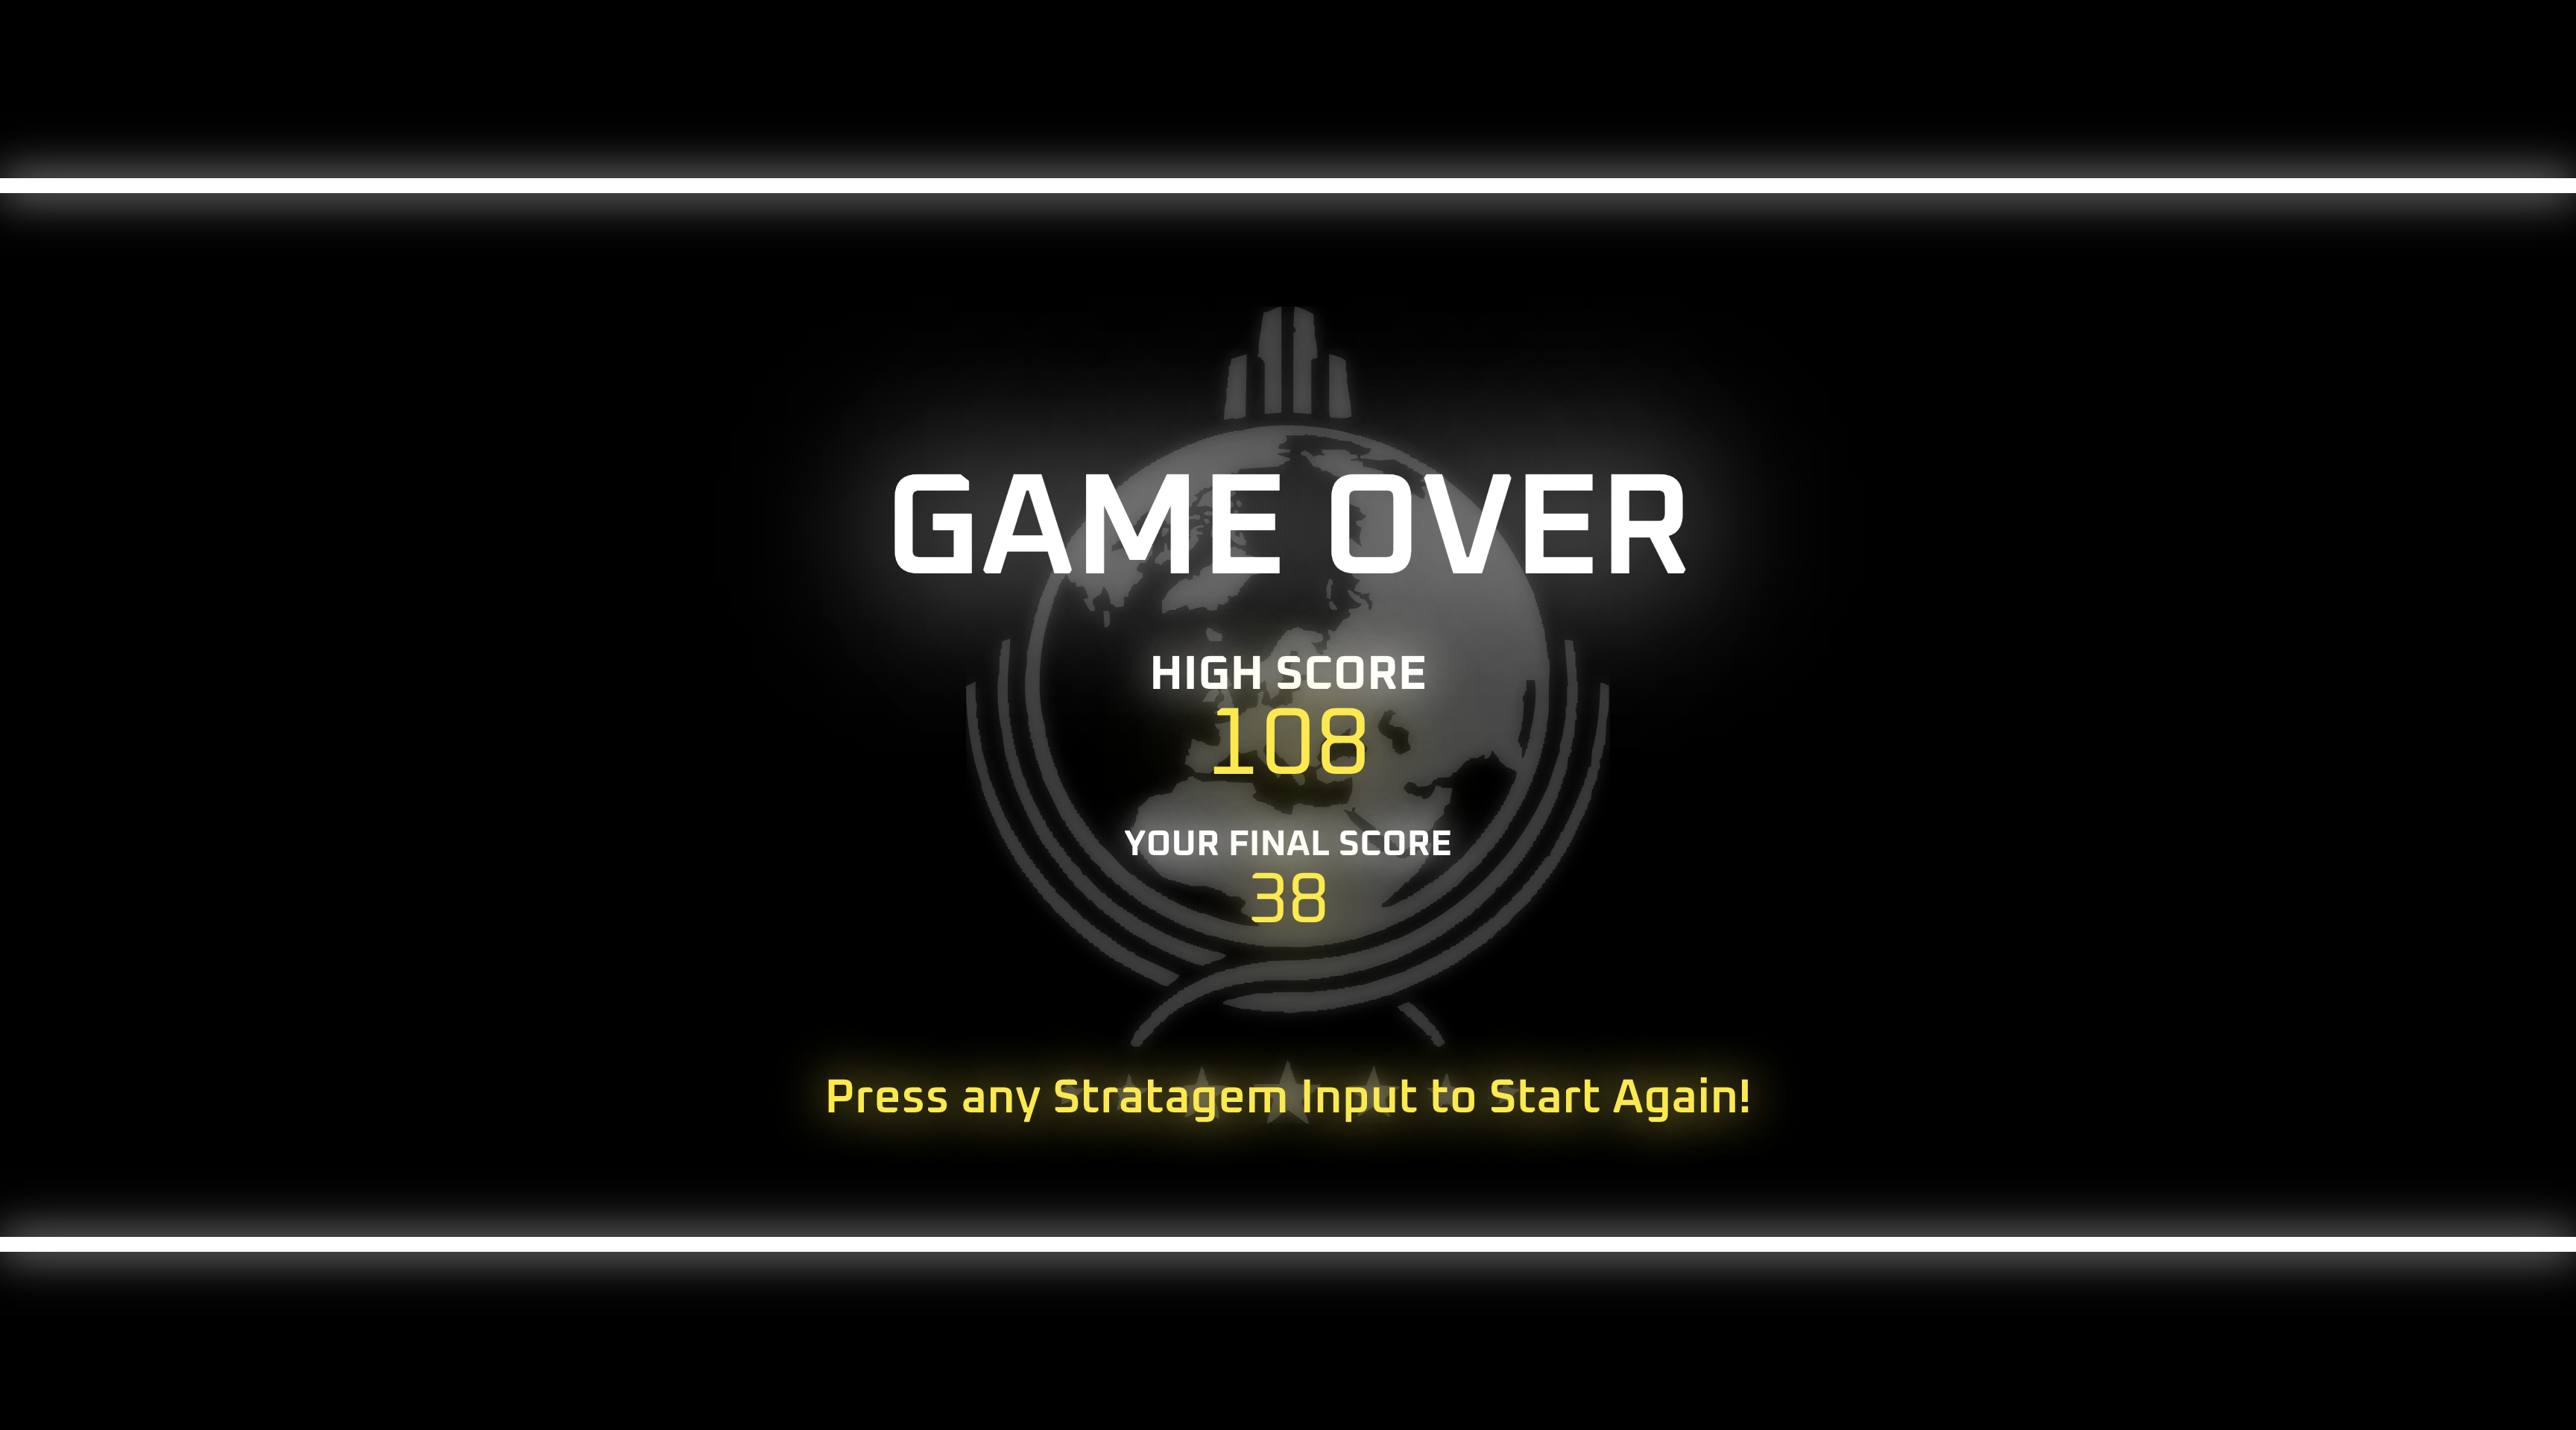 GAME OVER
HIGH SCORE
108
YOUR FINAL SCORE
38
Press any Stratagem Input to Start Again!